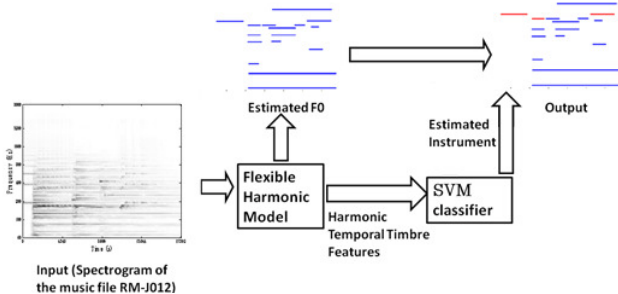 Estimated F0
Output
Estimated
Instrument
Flexible
Harmonic
Model
SVM
classifier
Harmonic
Temporal Timbre
Features
Input (Spectrogram of
the music file RM-J012)